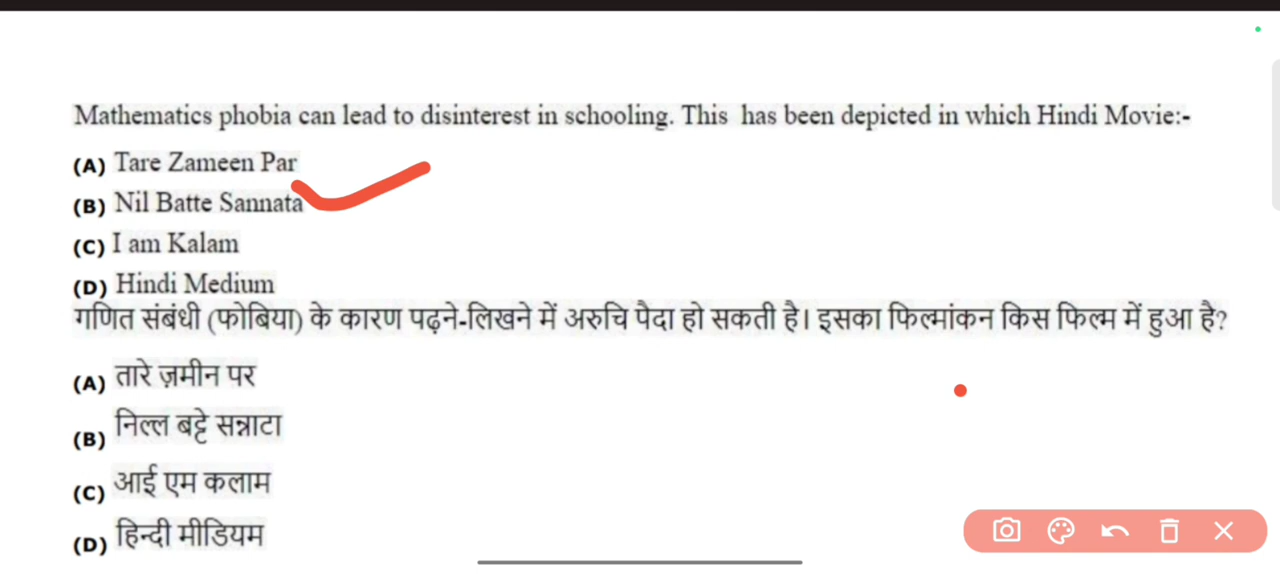 Mathematics phobia can lead to disinterest in schooling. This has been depicted in which Hindi Movie:-
(A) Tare Zameen Par
(B) Nil Batte Sannata
(C) I am Kalam
(D) Hindi Medium
गणित संबंधी (फोबिया) के कारण पढ़ने-लिखने में अरुचि पैदा हो सकती है। इसका फिल्मांकन किस फिल्म में हुआ है?
(A) तारे ज़मीन पर
(B) निल्ल बट्टे सन्नाटा
(C) आई एम कलाम
(D) हिन्दी मीडियम